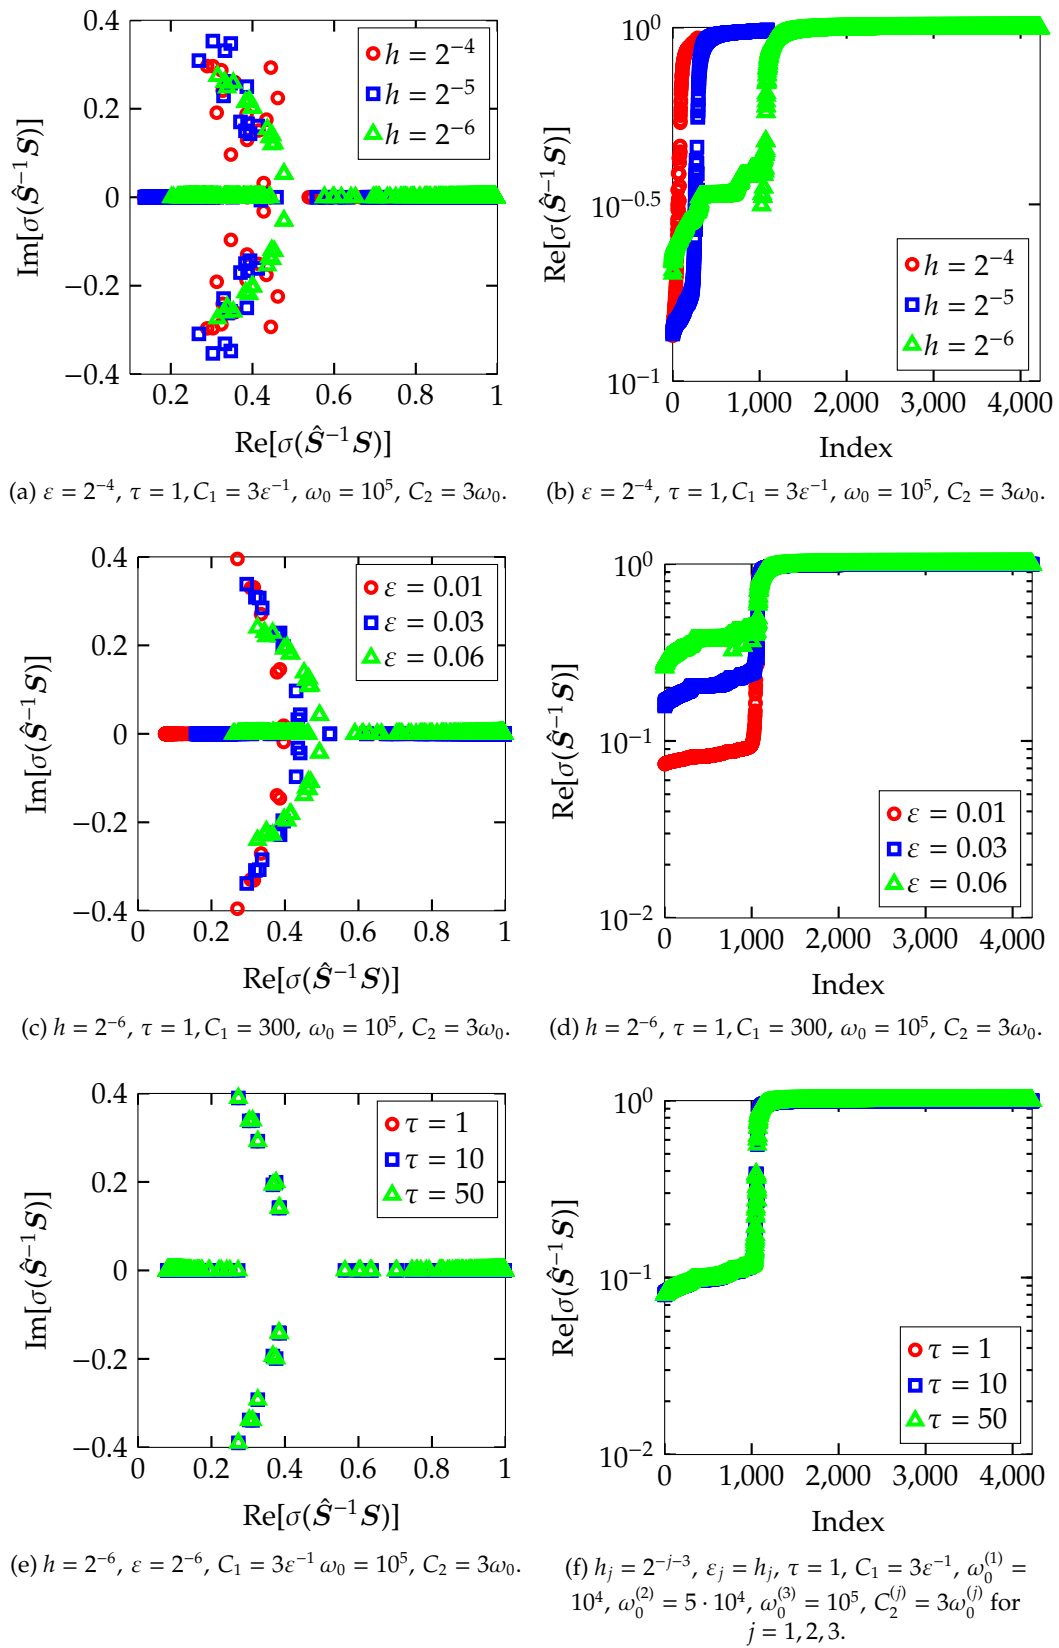 0.4
0.2
0
−0.2
−0.4
Im[σ(Ŝ⁻¹S)]
h = 2⁻⁴
h = 2⁻⁵
h = 2⁻⁶
0.2 0.4 0.6 0.8 1
Re[σ(Ŝ⁻¹S)]
(a) ε = 2⁻⁴, τ = 1, C₁ = 3ε⁻¹, ω₀ = 10⁵, C₂ = 3ω₀.
10⁰
10⁻⁰·⁵
10⁻¹
Re[σ(Ŝ⁻¹S)]
h = 2⁻⁴
h = 2⁻⁵
h = 2⁻⁶
0 1,000 2,000 3,000 4,000
Index
(b) ε = 2⁻⁴, τ = 1, C₁ = 3ε⁻¹, ω₀ = 10⁵, C₂ = 3ω₀.
0.4
0.2
0
−0.2
−0.4
Im[σ(Ŝ⁻¹S)]
ε = 0.01
ε = 0.03
ε = 0.06
0 0.2 0.4 0.6 0.8 1
Re[σ(Ŝ⁻¹S)]
(c) h = 2⁻⁶, τ = 1, C₁ = 300, ω₀ = 10⁵, C₂ = 3ω₀.
10⁰
10⁻¹
10⁻²
Re[σ(Ŝ⁻¹S)]
ε = 0.01
ε = 0.03
ε = 0.06
0 1,000 2,000 3,000 4,000
Index
(d) h = 2⁻⁶, τ = 1, C₁ = 300, ω₀ = 10⁵, C₂ = 3ω₀.
0.4
0.2
0
−0.2
−0.4
Im[σ(Ŝ⁻¹S)]
τ = 1
τ = 10
τ = 50
0 0.2 0.4 0.6 0.8 1
Re[σ(Ŝ⁻¹S)]
(e) h = 2⁻⁶, ε = 2⁻⁶, C₁ = 3ε⁻¹ ω₀ = 10⁵, C₂ = 3ω₀.
10⁰
10⁻¹
10⁻²
Re[σ(Ŝ⁻¹S)]
τ = 1
τ = 10
τ = 50
0 1,000 2,000 3,000 4,000
Index
(f) hⱼ = 2⁻ʲ⁻³, εⱼ = hⱼ, τ = 1, C₁ = 3ε⁻¹, ω₀⁽¹⁾ =
10⁴, ω₀⁽²⁾ = 5 · 10⁴, ω₀⁽³⁾ = 10⁵, C₂⁽ʲ⁾ = 3ω₀⁽ʲ⁾ for
j = 1, 2, 3.